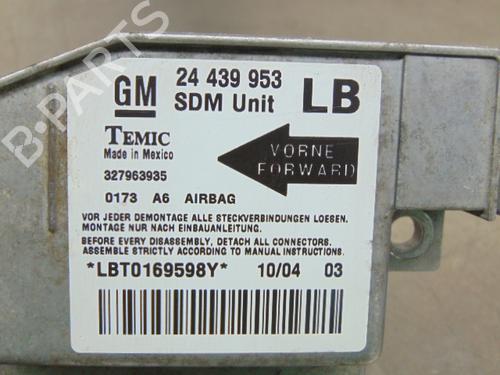 B-PARTS
GM
24 439 953
SDM Unit
LB
TEMIC
Made in Mexico
327963935
VORNE
FORWARD
0173 A6 AIRBAG
VOR JEDER DEMONTAGE ALLE STECKVERBINDUNGEN LOESEN.
MONTAGE NUR NACH EINBAUANLEITUNG.
BEFORE EVERY DISASSEMBLY, DETACH ALL CONNECTORS.
ASSEMBLE STRICTLY ACCORDING TO MANUAL INSTRUCTIONS.
*LBT0169598Y* 10/04 03